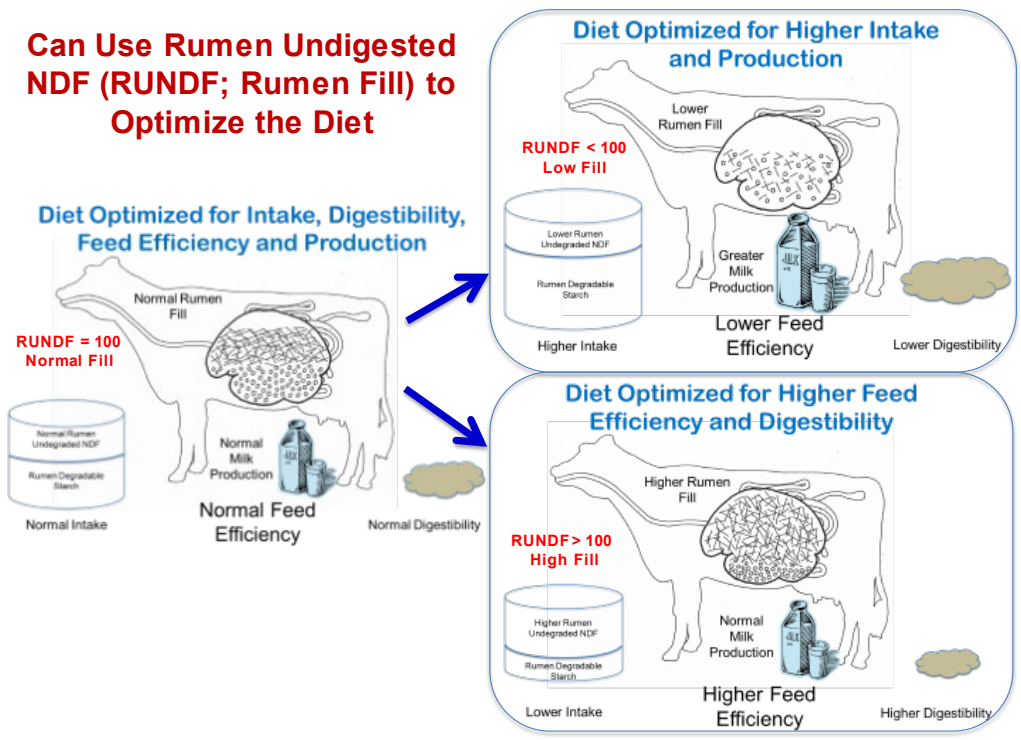 Can Use Rumen Undigested
NDF (RUNDF; Rumen Fill) to
Optimize the Diet
Diet Optimized for Intake, Digestibility,
Feed Efficiency and Production
Normal Rumen
Fill
RUNDF = 100
Normal Fill
Normal Rumen
Undegraded NDF
Rumen Degradable
Starch
Normal Intake
Normal
Milk
Production
Normal Feed
Efficiency
Normal Digestibility
Diet Optimized for Higher Intake
and Production
Lower
Rumen Fill
RUNDF < 100
Low Fill
Lower Rumen
Undegraded NDF
Rumen Degradable
Starch
Higher Intake
Greater
Milk
Production
Lower Feed
Efficiency
Lower Digestibility
Diet Optimized for Higher Feed
Efficiency and Digestibility
Higher Rumen
Fill
RUNDF> 100
High Fill
Higher Rumen
Undegraded NDF
Rumen Degradable
Starch
Lower Intake
Normal
Milk
Production
Higher Feed
Efficiency
Higher Digestibility